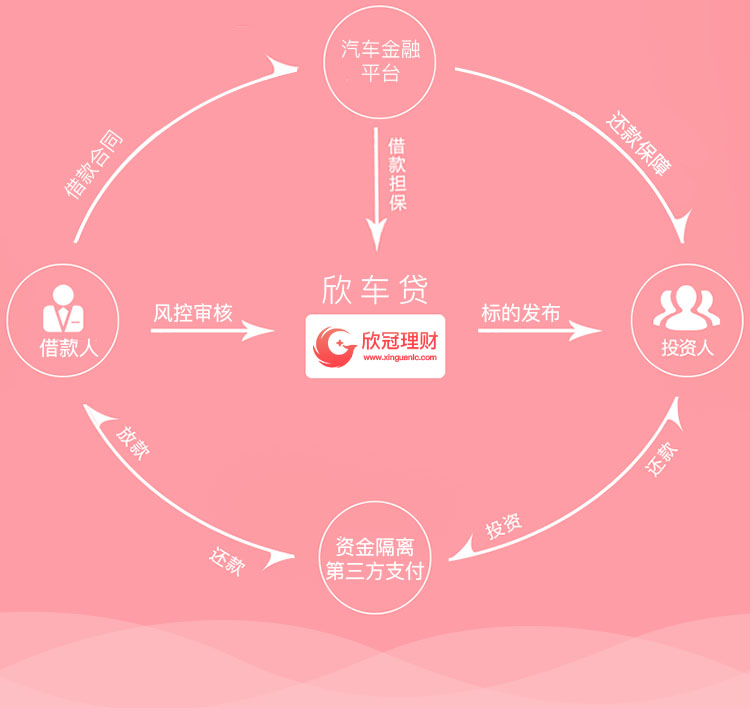 汽车金融
平台
借款合同
还款保障
借款担保
欣车贷
风控审核
标的发布
欣冠理财
www.xinguanlc.com
借款人
投资人
放款
还款
还款
投资
资金隔离
第三方支付